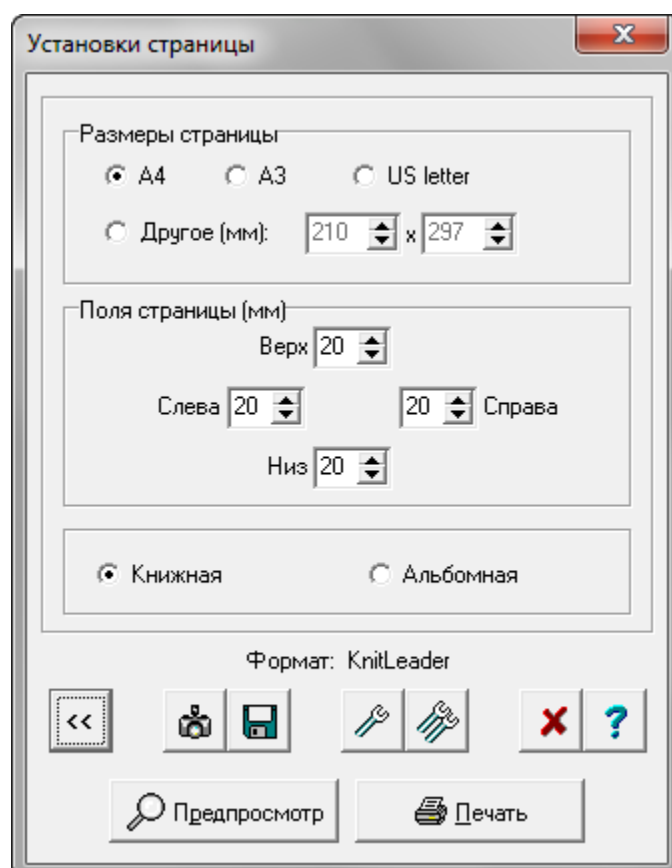 Установки страницы
Размеры страницы
A4 A3 US letter
Другое (мм): 210 x 297
Поля страницы (мм)
Верх 20
Слева 20 20 Справа
Низ 20
Книжная Альбомная
Формат: KnitLeader
<< ?
Предпросмотр Печать